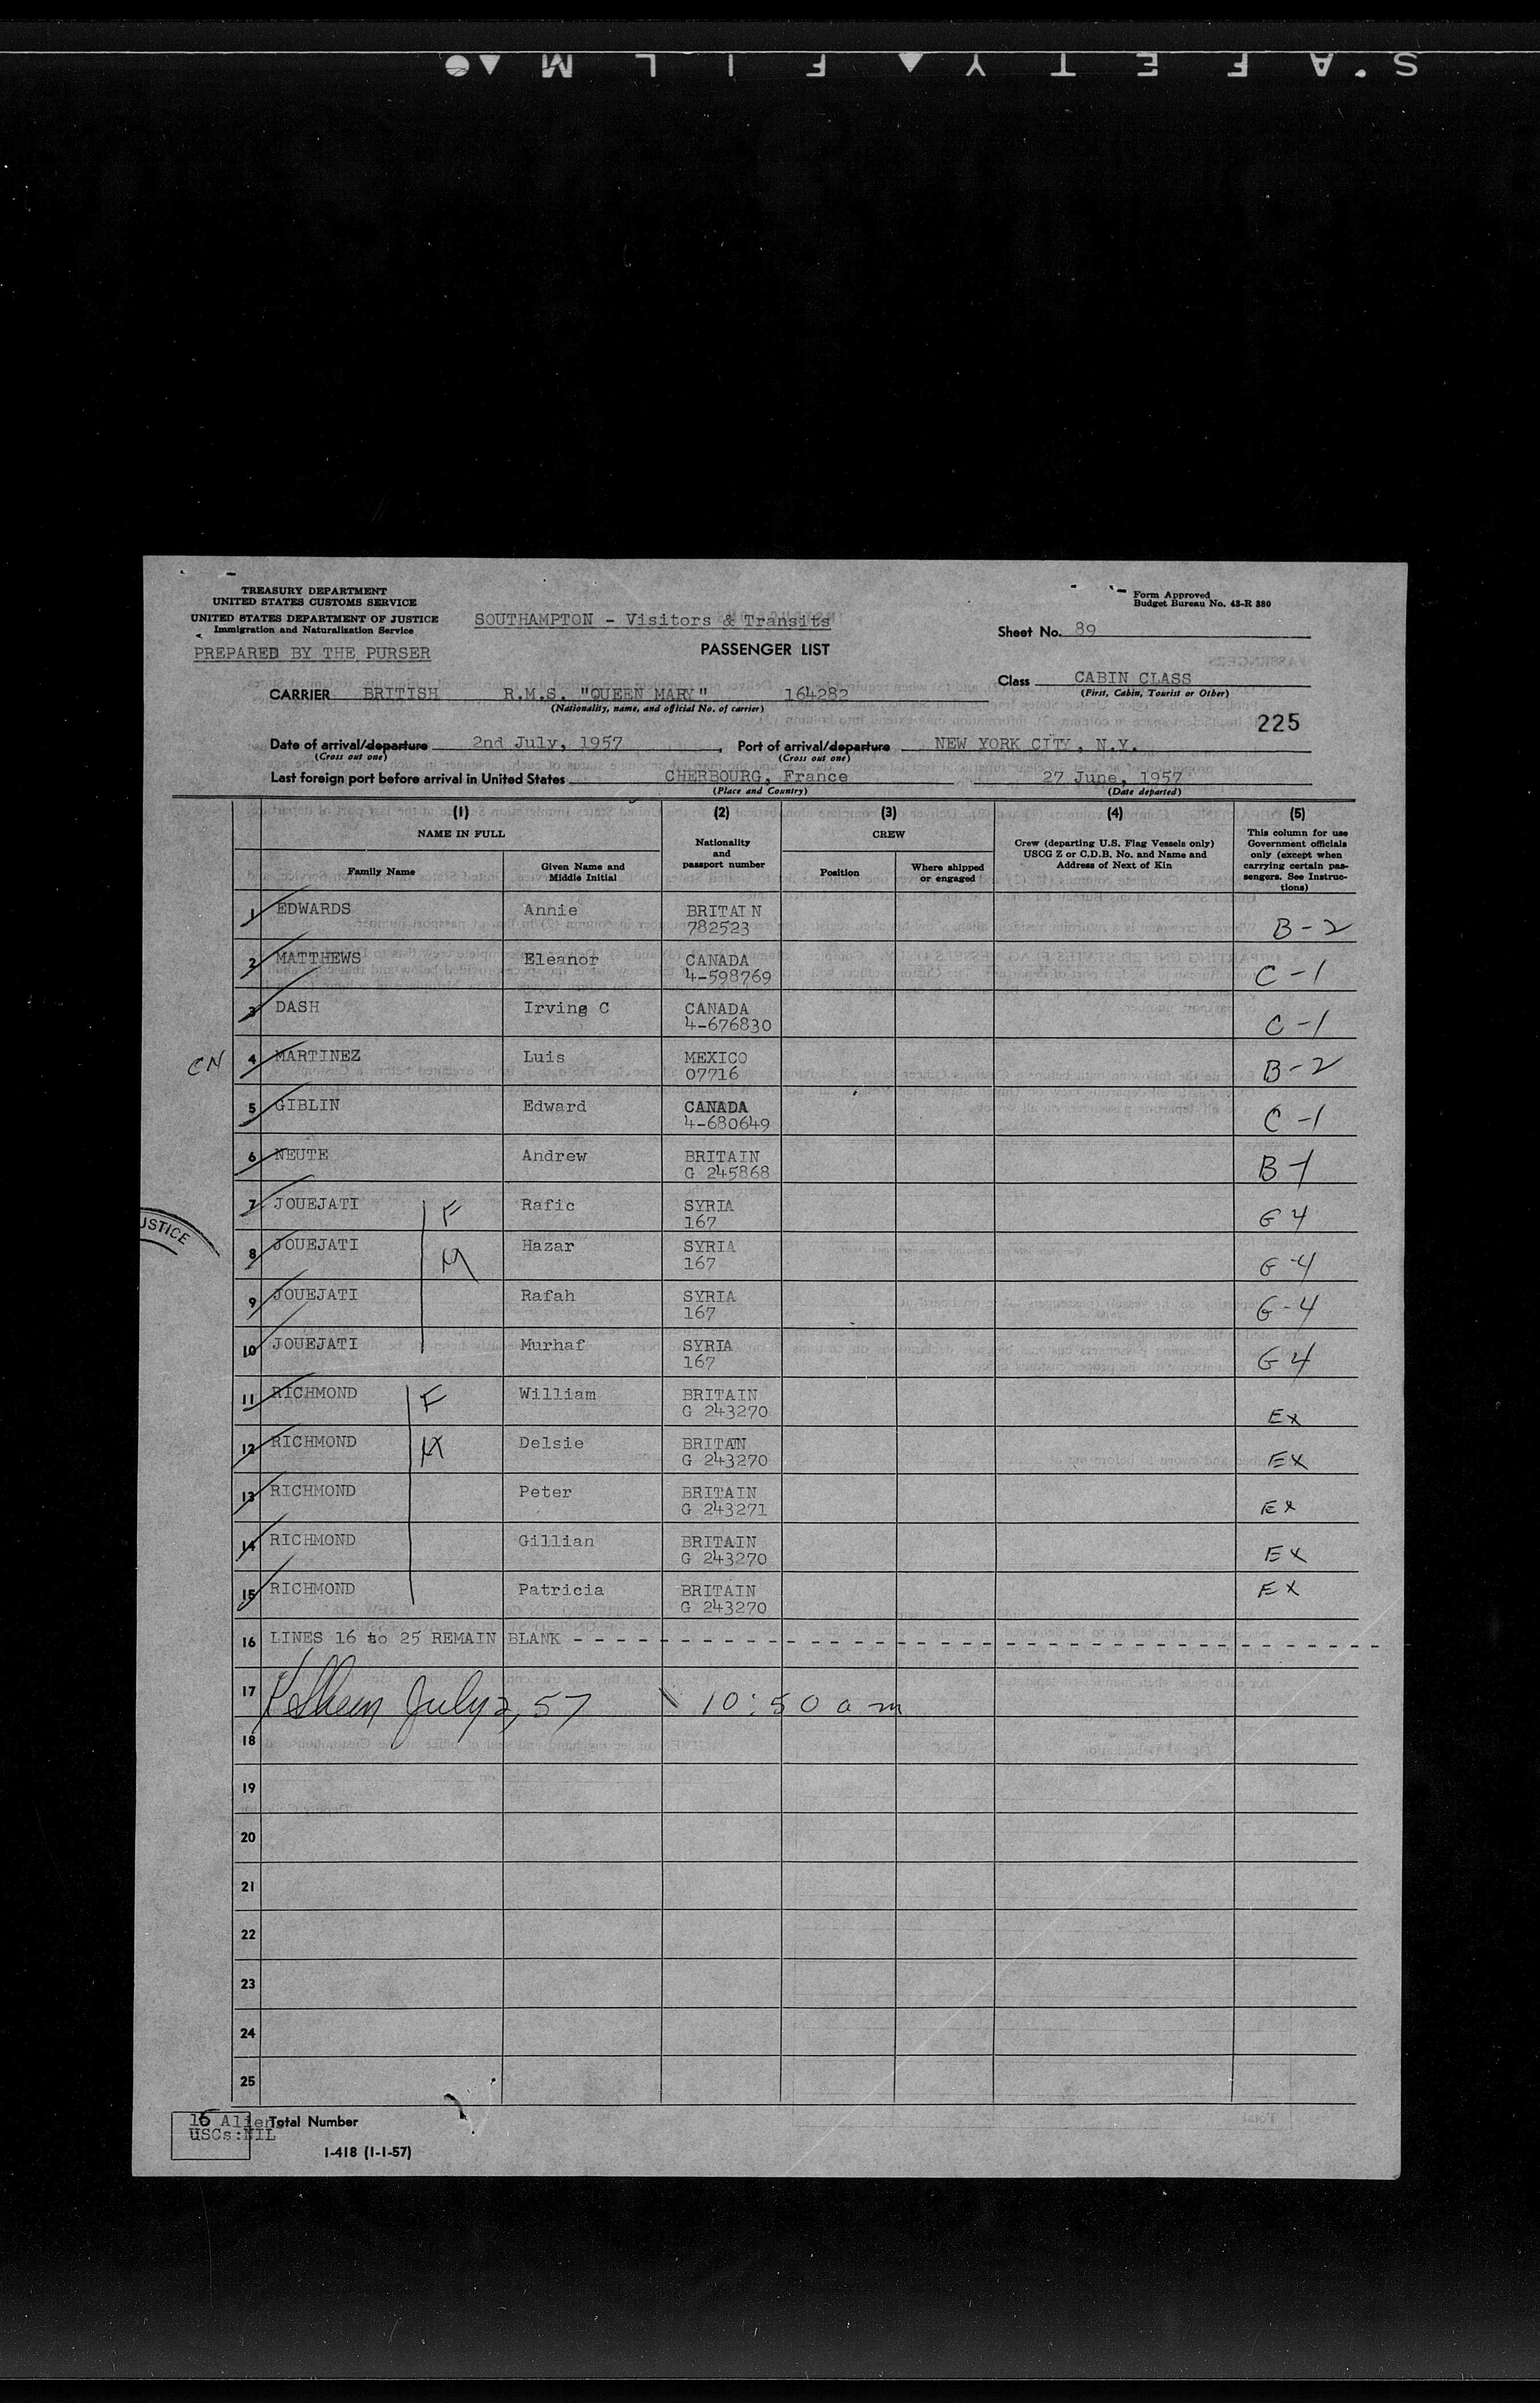 SAFETY FILM
TREASURY DEPARTMENT
UNITED STATES CUSTOMS SERVICE
UNITED STATES DEPARTMENT OF JUSTICE
Immigration and Naturalization Service
PREPARED BY THE PURSER
SOUTHAMPTON - Visitors & Transits
PASSENGER LIST
Form Approved
Budget Bureau No. 43-R 380
Sheet No. 89
Class CABIN CLASS
(First, Cabin, Tourist or Other)
CARRIER BRITISH R.M.S. "QUEEN MARY" 164282
(Nationality, name, and official No. of carrier)
225
Date of arrival/departure 2nd July, 1957, Port of arrival/departure NEW YORK CITY, N.Y.
(Cross out one) (Cross out one)
Last foreign port before arrival in United States CHERBOURG, France 27 June, 1957
(Place and Country) (Date departed)
(1) (2) (3) (4) (5)
NAME IN FULL
Family Name
Given Name and Middle Initial
Nationality and passport number
CREW
Position
Where shipped or engaged
Crew (departing U.S. Flag Vessels only)
USCG Z or C.D.B. No. and Name and
Address of Next of Kin
This column for use
Government officials
only (except when
carrying certain pas-
sengers. See Instruc-
tions)
1 EDWARDS Annie BRITAIN 782523 B-2
2 MATTHEWS Eleanor CANADA 4-598769 C-1
3 DASH Irving C CANADA 4-676830 C-1
CN 4 MARTINEZ Luis MEXICO 07716 B-2
5 GIBLIN Edward CANADA 4-680649 C-1
6 NEUTE Andrew BRITAIN G 245868 B-1
7 JOUEJATI F Rafic SYRIA 167 G 4
8 JOUEJATI M Hazar SYRIA 167 G-4
9 JOUEJATI Rafah SYRIA 167 G-4
10 JOUEJATI Murhaf SYRIA 167 G 4
11 RICHMOND F William BRITAIN G 243270 Ex
12 RICHMOND M Delsie BRITAIN G 243270 Ex
13 RICHMOND Peter BRITAIN G 243271 Ex
14 RICHMOND Gillian BRITAIN G 243270 Ex
15 RICHMOND Patricia BRITAIN G 243270 Ex
16 LINES 16 to 25 REMAIN BLANK - - - - - - - - - - - - - - - - - - - - - - - - - - - - - - - - - - - - - -
17 July 2, 57 10:50 am
18
19
20
21
22
23
24
25
USTICE
15 Aliens Total Number
USCs:NIL
I-418 (1-1-57)